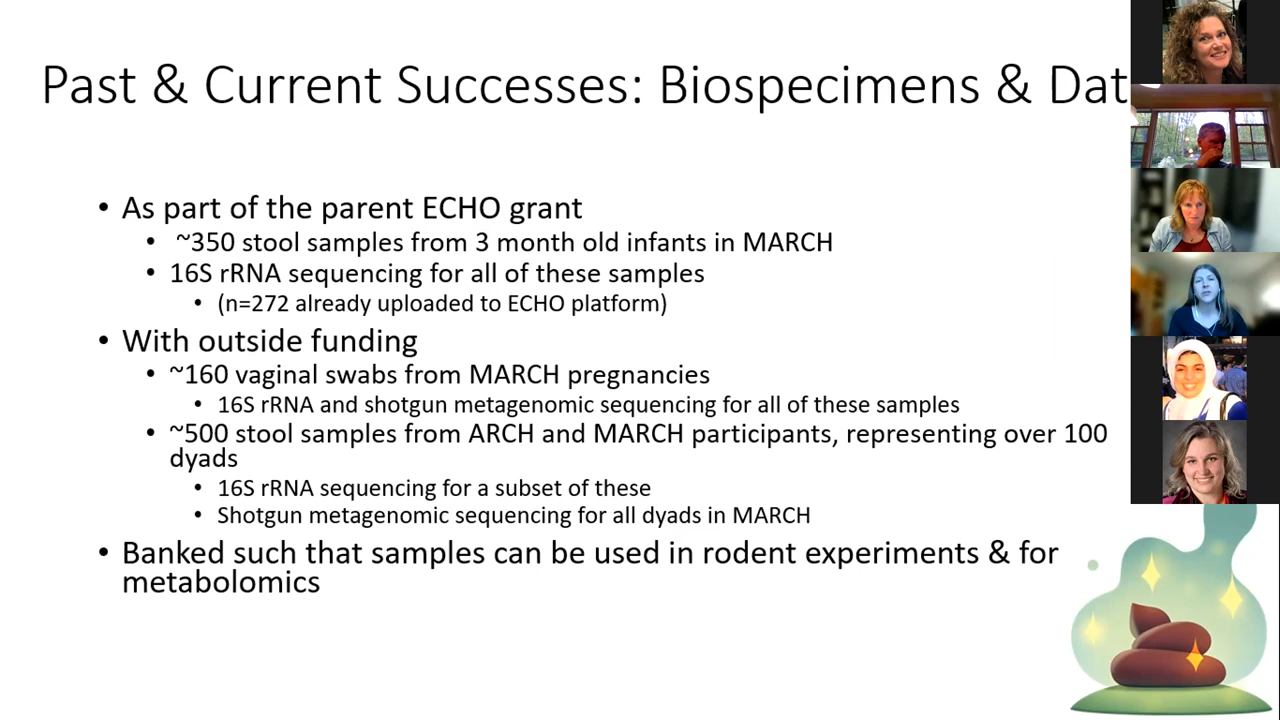 Past & Current Successes: Biospecimens & Dat
• As part of the parent ECHO grant
• ~350 stool samples from 3 month old infants in MARCH
• 16S rRNA sequencing for all of these samples
• (n=272 already uploaded to ECHO platform)
• With outside funding
• ~160 vaginal swabs from MARCH pregnancies
• 16S rRNA and shotgun metagenomic sequencing for all of these samples
• ~500 stool samples from ARCH and MARCH participants, representing over 100
dyads
• 16S rRNA sequencing for a subset of these
• Shotgun metagenomic sequencing for all dyads in MARCH
• Banked such that samples can be used in rodent experiments & for
metabolomics